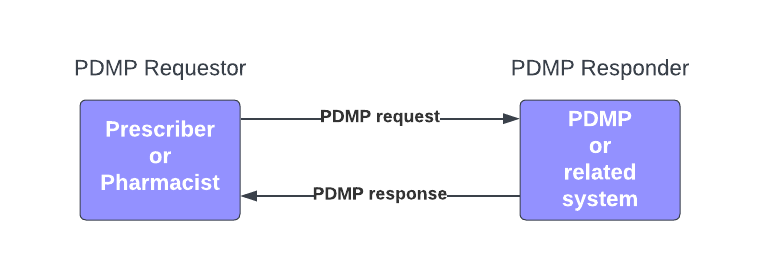 PDMP Requestor
PDMP Responder
Prescriber
or
Pharmacist
PDMP request
PDMP response
PDMP
or
related
system